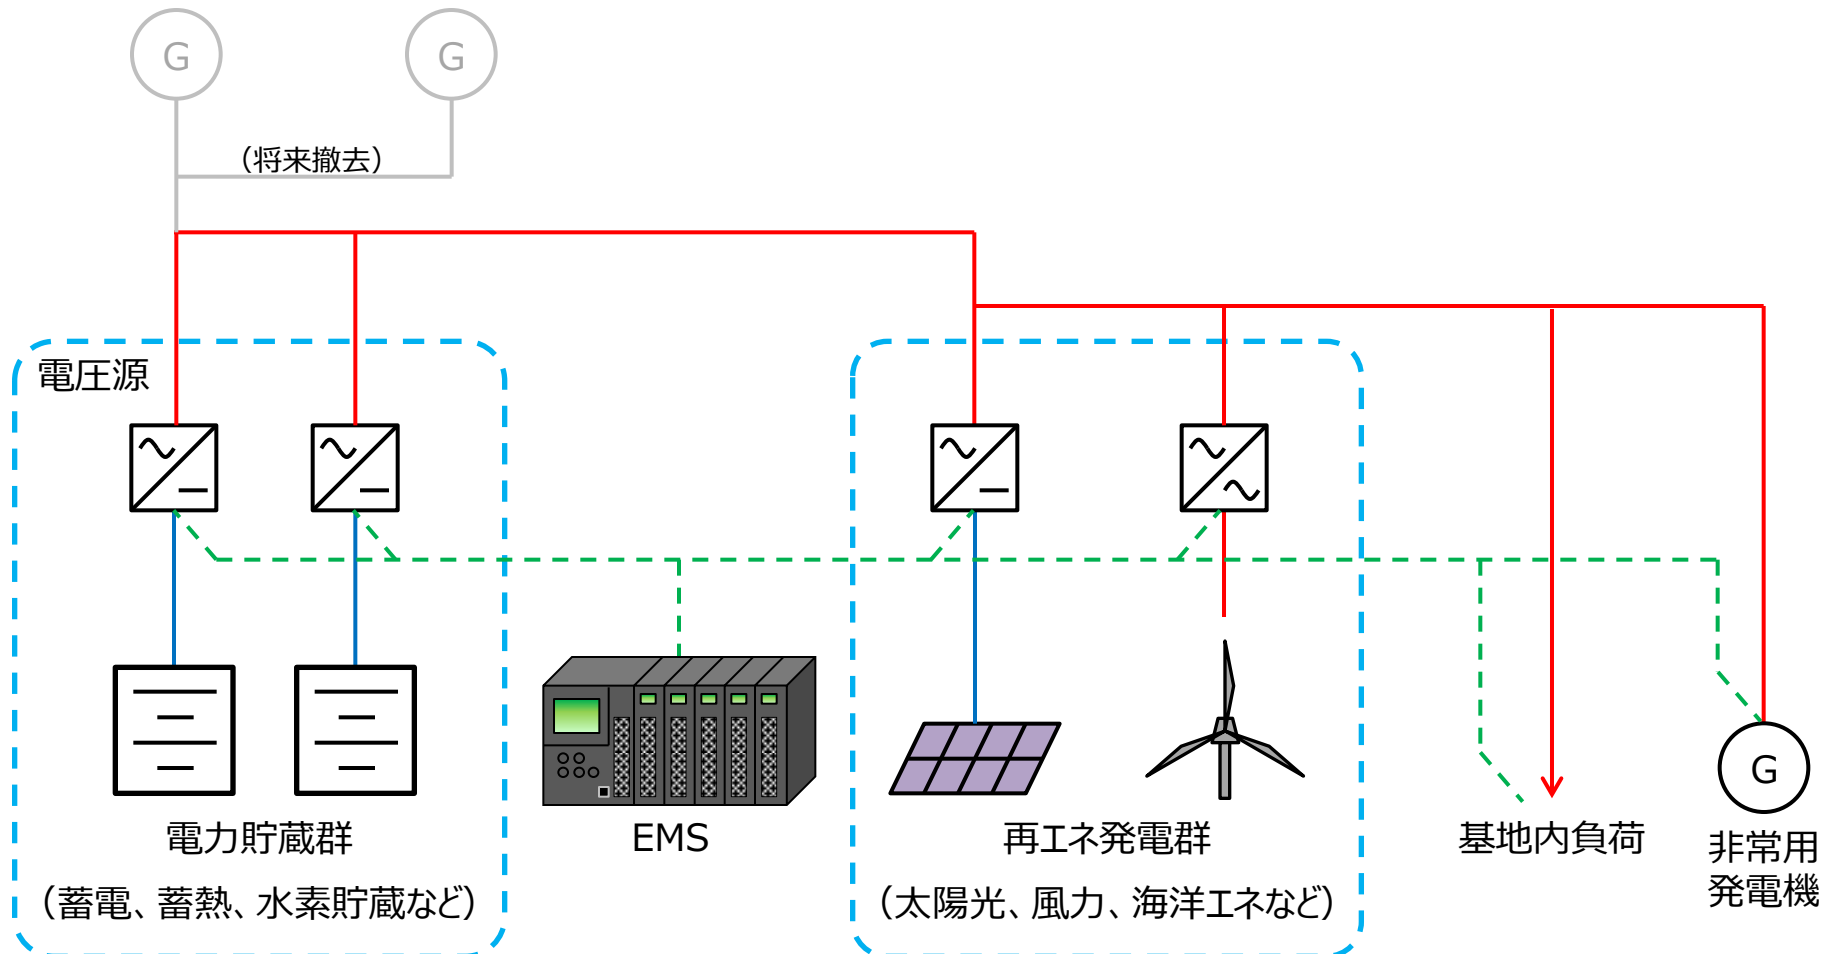 G
G
（将来撤去）
電圧源
電力貯蔵群
（蓄電、蓄熱、水素貯蔵など）
EMS
再エネ発電群
（太陽光、風力、海洋エネなど）
基地内負荷
G
非常用
発電機